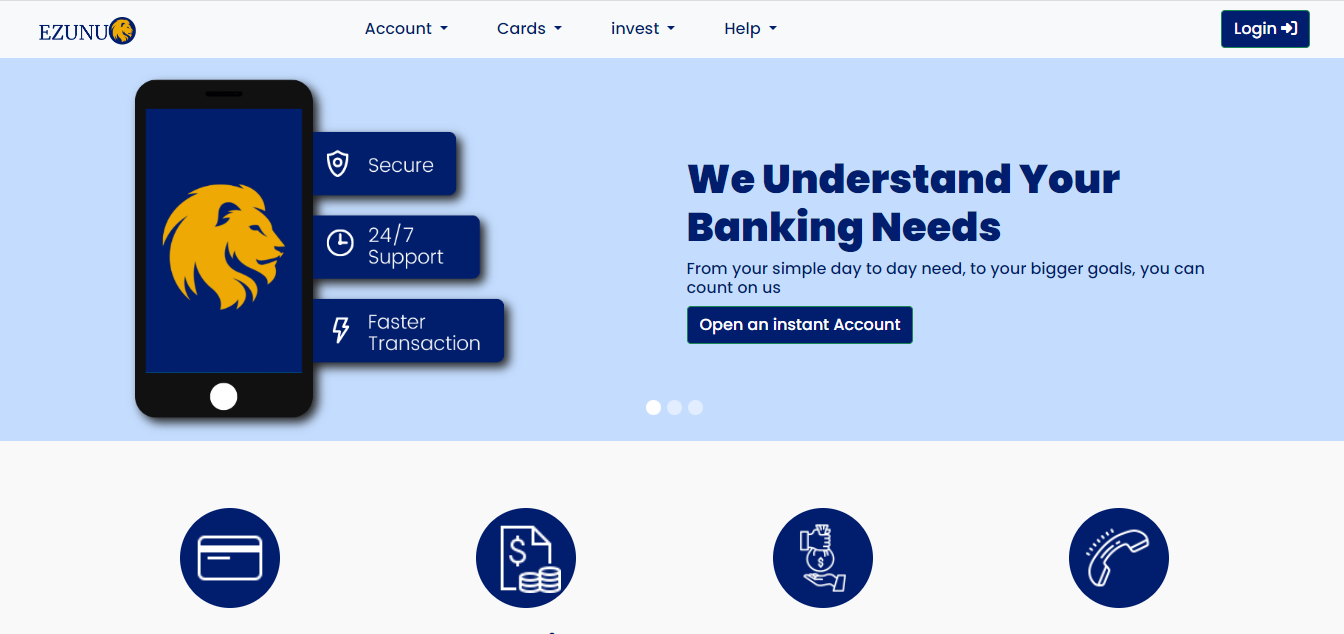 EZUNU
Account
Cards
invest
Help
Login
Secure
24/7
Support
Faster
Transaction
We Understand Your
Banking Needs
From your simple day to day need, to your bigger goals, you can
count on us
Open an instant Account
$
$